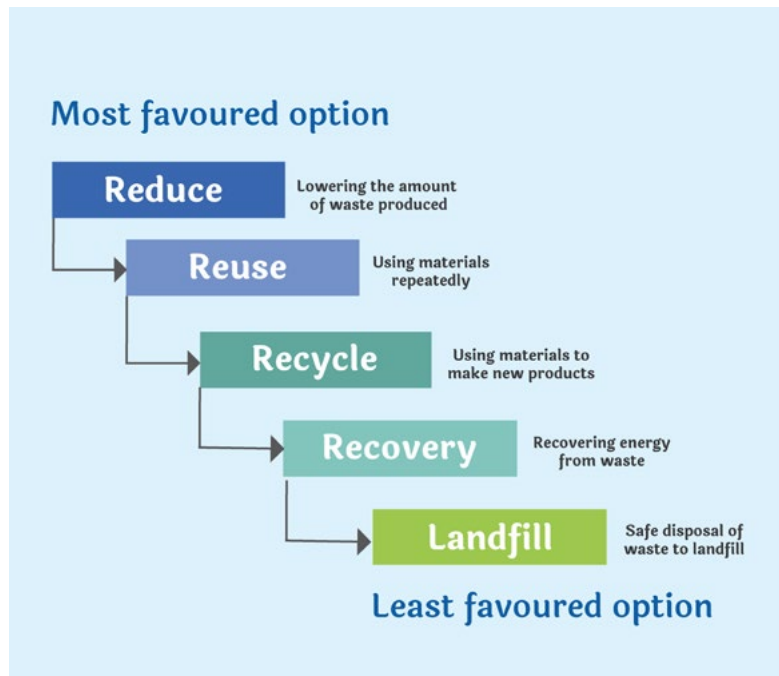 Most favoured option
Reduce
Lowering the amount
of waste produced
Reuse
Using materials
repeatedly
Recycle
Using materials to
make new products
Recovery
Recovering energy
from waste
Landfill
Safe disposal of
waste to landfill
Least favoured option